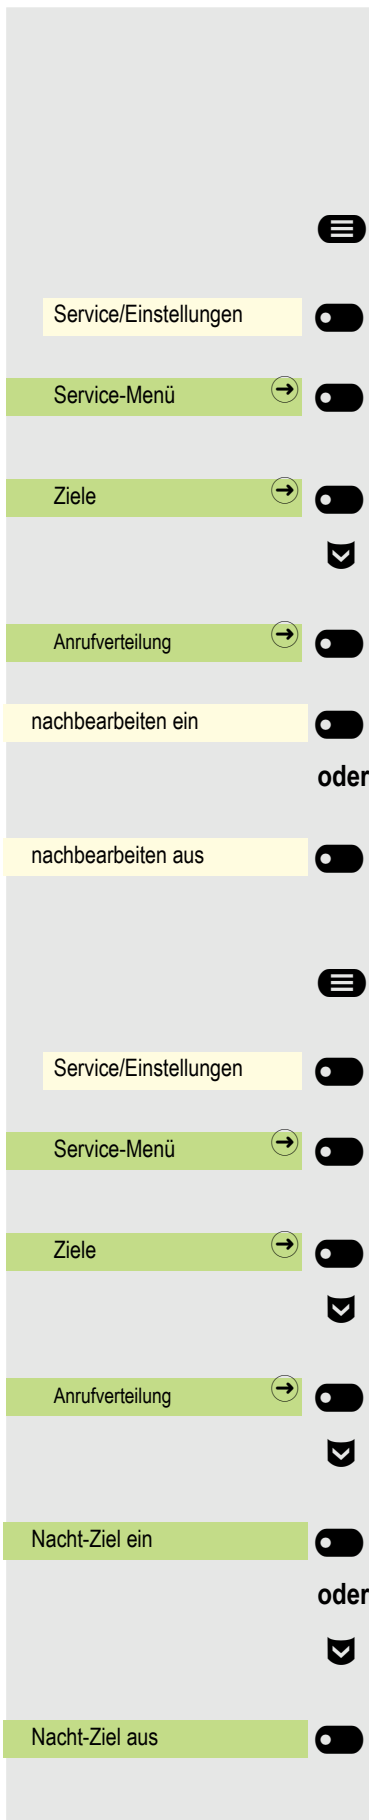 Service/Einstellungen
Service-Menü
Ziele
Anrufverteilung
nachbearbeiten ein
oder
nachbearbeiten aus
Service/Einstellungen
Service-Menü
Ziele
Anrufverteilung
Nacht-Ziel ein
oder
Nacht-Ziel aus